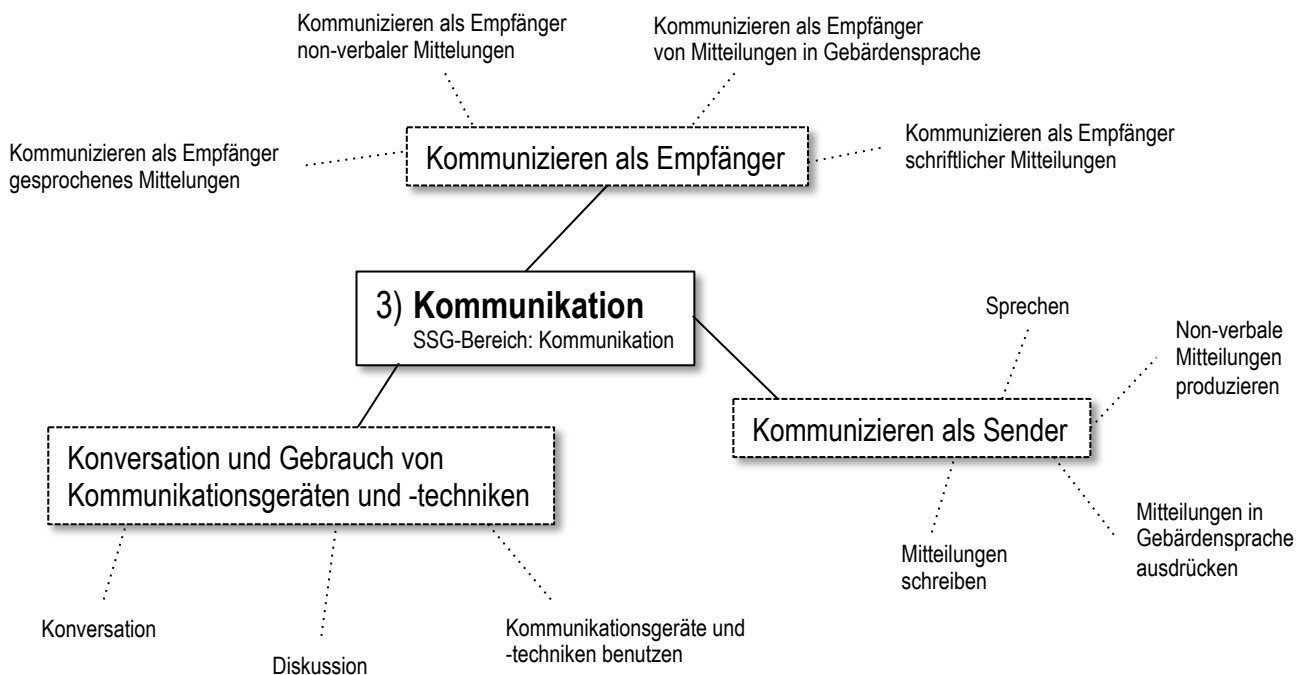 Kommunizieren als Empfänger
non-verbaler Mittelungen
Kommunizieren als Empfänger
von Mitteilungen in Gebärdensprache
Kommunizieren als Empfänger
gesprochenes Mittelungen
Kommunizieren als Empfänger
Kommunizieren als Empfänger
schriftlicher Mitteilungen
3) Kommunikation
SSG-Bereich: Kommunikation
Sprechen
Non-verbale
Mitteilungen
produzieren
Kommunizieren als Sender
Mitteilungen
schreiben
Mitteilungen in
Gebärdensprache
ausdrücken
Konversation und Gebrauch von
Kommunikationsgeräten und -techniken
Konversation
Diskussion
Kommunikationsgeräte und
-techniken benutzen